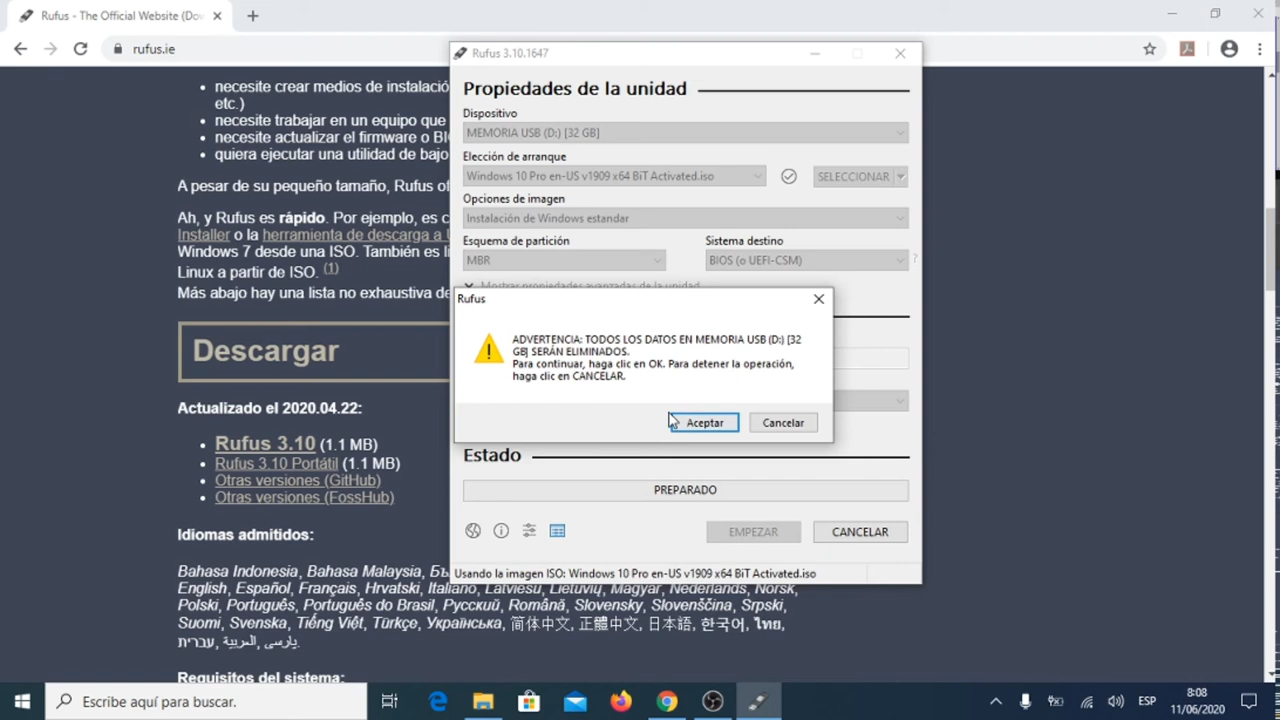 Rufus - The Official Website (Dow
rufus.ie
necesite crear medios de instalació
etc.)
necesite trabajar en un equipo que
necesite actualizar el firmware o BI
quiera ejecutar una utilidad de bajo
A pesar de su pequeño tamaño, Rufus of
Ah, y Rufus es rápido. Por ejemplo, es c
Installer o la herramienta de descarga a U
Windows 7 desde una ISO. También es li
Linux a partir de ISO. (1)
Más abajo hay una lista no exhaustiva de
Descargar
Actualizado el 2020.04.22:
Rufus 3.10 (1.1 MB)
Rufus 3.10 Portátil (1.1 MB)
Otras versiones (GitHub)
Otras versiones (FossHub)
Idiomas admitidos:
Bahasa Indonesia, Bahasa Malaysia, Бъ
English, Español, Français, Hrvatski, Italiano, Latviešu, Lietuvių, Magyar, Nederlands, Norsk,
Polski, Português, Português do Brasil, Русский, Română, Slovensky, Slovenščina, Srpski,
Suomi, Svenska, Tiếng Việt, Türkçe, Українська, 简体中文, 正體中文, 日本語, 한국어, ไทย,
עברית, العربية, پارسی.
Requisitos del sistema:
Rufus 3.10.1647
Propiedades de la unidad
Dispositivo
MEMORIA USB (D:) [32 GB]
Elección de arranque
Windows 10 Pro en-US v1909 x64 BiT Activated.iso
SELECCIONAR
Opciones de imagen
Instalación de Windows estandar
Esquema de partición
Sistema destino
MBR
BIOS (o UEFI-CSM)
?
Mostrar propiedades avanzadas de la unidad
Rufus
ADVERTENCIA: TODOS LOS DATOS EN MEMORIA USB (D:) [32
GB] SERÁN ELIMINADOS.
Para continuar, haga clic en OK. Para detener la operación,
haga clic en CANCELAR.
Aceptar
Cancelar
Estado
PREPARADO
EMPEZAR
CANCELAR
Usando la imagen ISO: Windows 10 Pro en-US v1909 x64 BiT Activated.iso
Escribe aquí para buscar.
ESP
8:08
11/06/2020